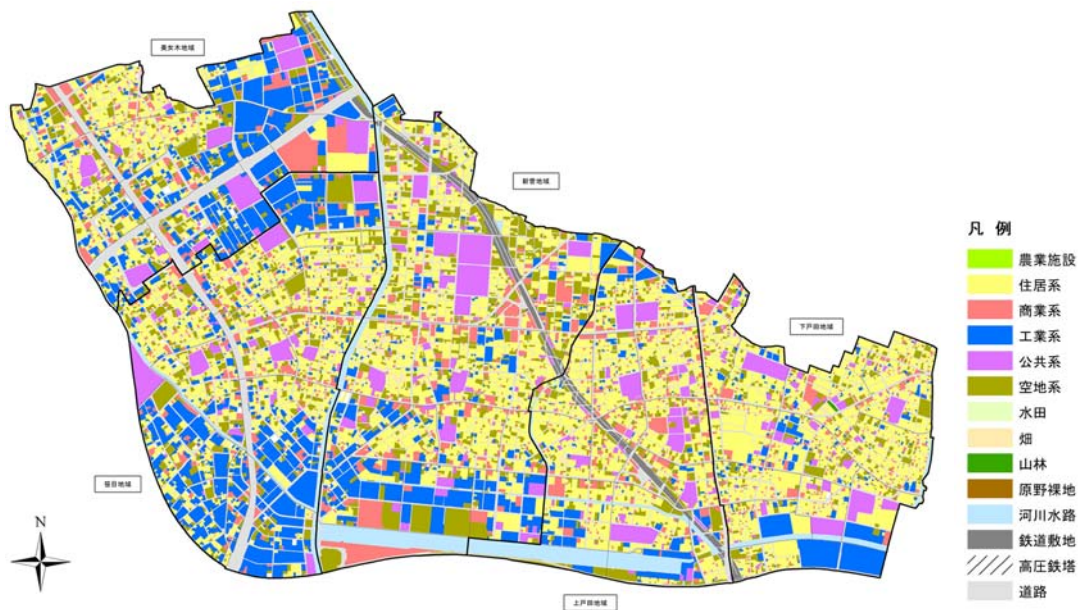 美女木地域
新曽地域
下戸田地域
笹目地域
上戸田地域
N
凡 例
農業施設
住居系
商業系
工業系
公共系
空地系
水田
畑
山林
原野裸地
河川水路
鉄道敷地
高圧鉄塔
道路